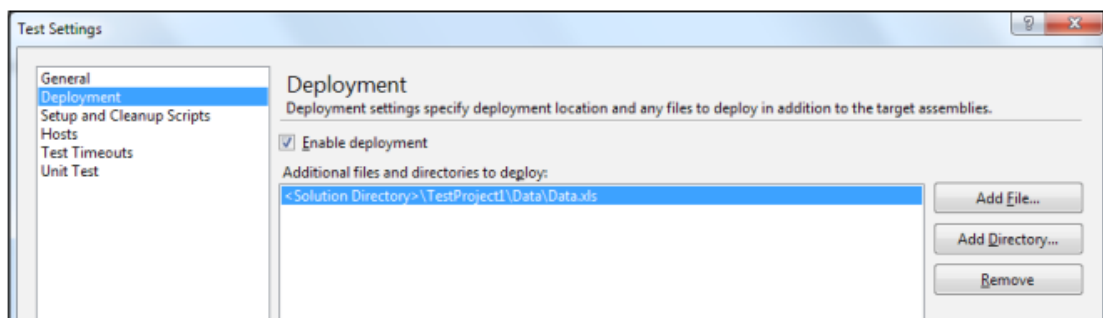 Test Settings
General
Deployment
Setup and Cleanup Scripts
Hosts
Test Timeouts
Unit Test
Deployment
Deployment settings specify deployment location and any files to deploy in addition to the target assemblies.
Enable deployment
Additional files and directories to deploy:
<Solution Directory>\TestProject1\Data\Data.xls
Add File...
Add Directory...
Remove